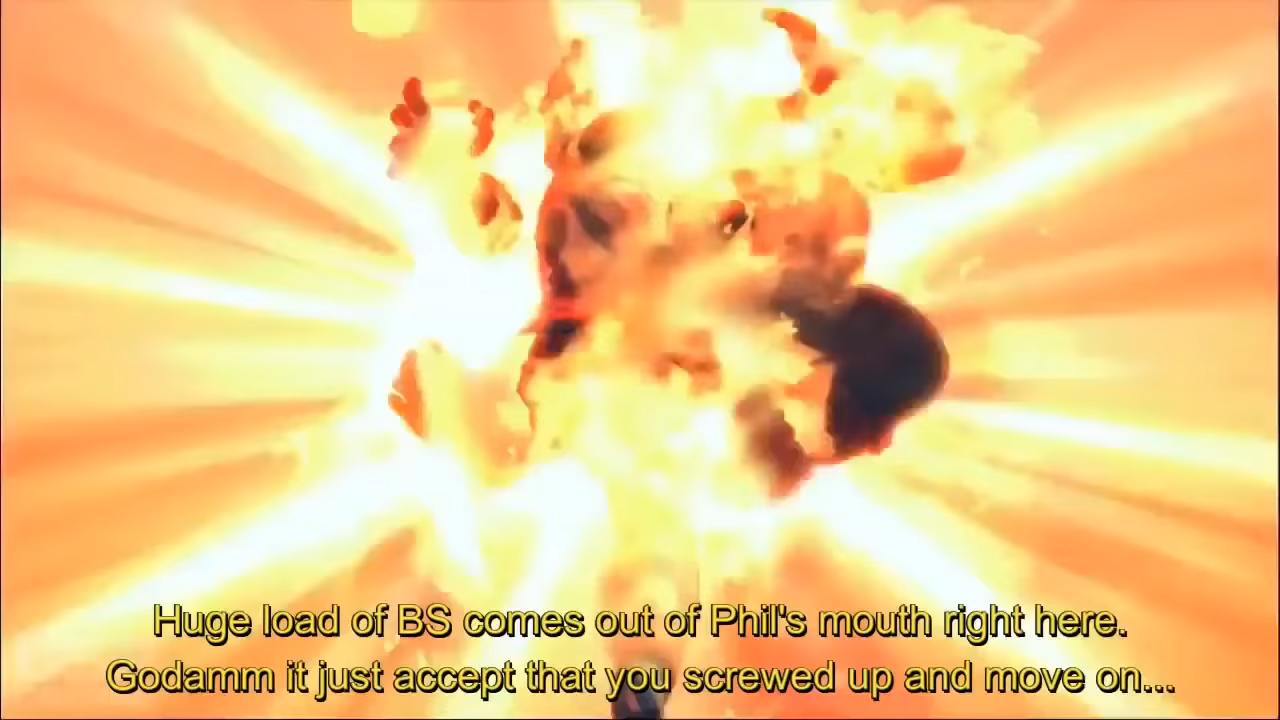 Huge load of BS comes out of Phil's mouth right here.
Godamm it just accept that you screwed up and move on...